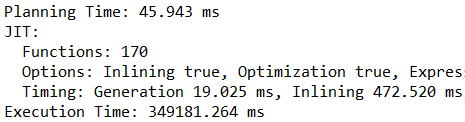 Planning Time: 45.943 ms
JIT:
Functions: 170
Options: Inlining true, Optimization true,
Timing: Generation 19.025 ms, Inlining 472.520 ms
Execution Time: 349181.264 ms